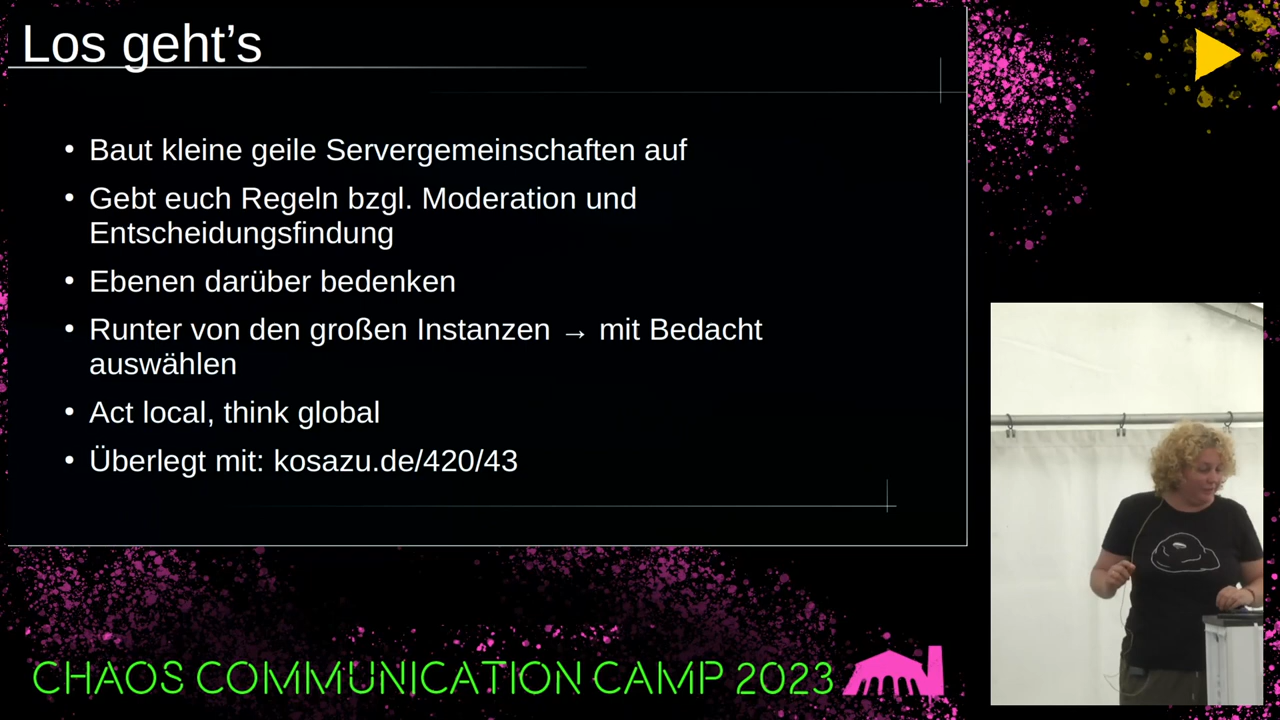 Los geht’s
• Baut kleine geile Servergemeinschaften auf
• Gebt euch Regeln bzgl. Moderation und
Entscheidungsfindung
• Ebenen darüber bedenken
• Runter von den großen Instanzen → mit Bedacht
auswählen
• Act local, think global
• Überlegt mit: kosazu.de/420/43
CHAOS COMMUNICATION CAMP 2023